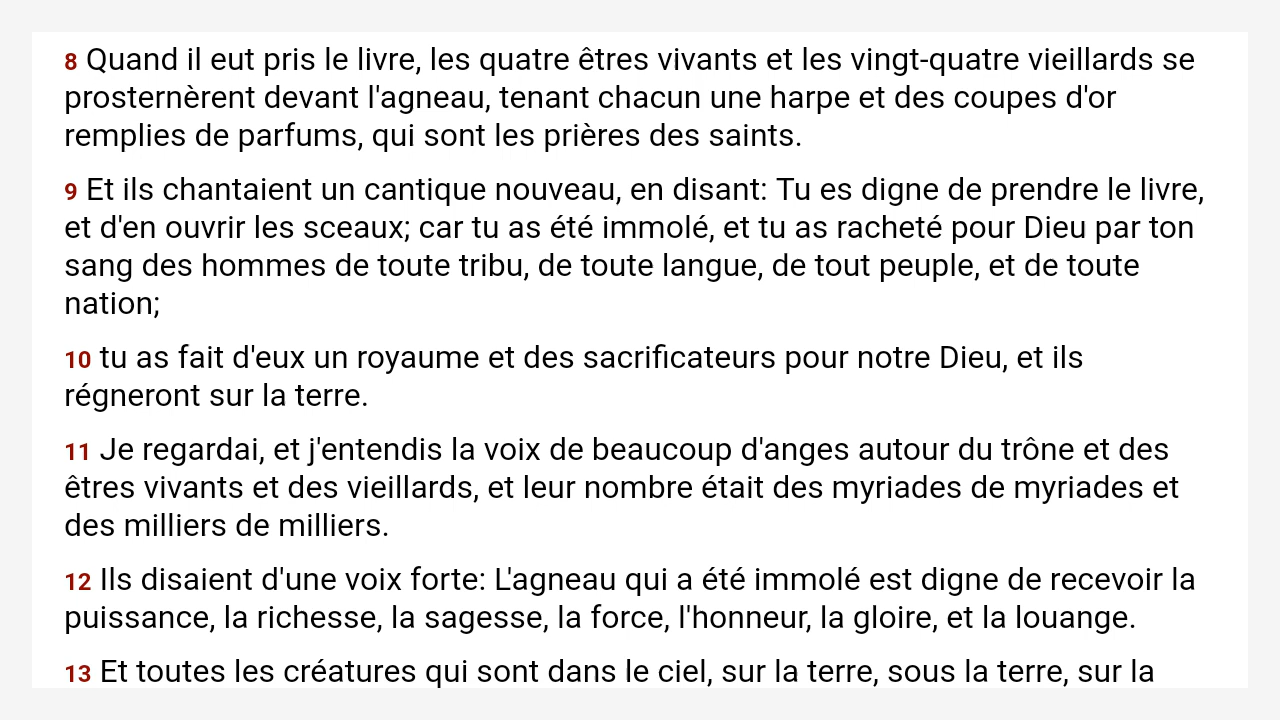 8 Quand il eut pris le livre, les quatre êtres vivants et les vingt-quatre vieillards se
prosternèrent devant l'agneau, tenant chacun une harpe et des coupes d'or
remplies de parfums, qui sont les prières des saints.
9 Et ils chantaient un cantique nouveau, en disant: Tu es digne de prendre le livre,
et d'en ouvrir les sceaux; car tu as été immolé, et tu as racheté pour Dieu par ton
sang des hommes de toute tribu, de toute langue, de tout peuple, et de toute
nation;
10 tu as fait d'eux un royaume et des sacrificateurs pour notre Dieu, et ils
régneront sur la terre.
11 Je regardai, et j'entendis la voix de beaucoup d'anges autour du trône et des
êtres vivants et des vieillards, et leur nombre était des myriades de myriades et
des milliers de milliers.
12 Ils disaient d'une voix forte: L'agneau qui a été immolé est digne de recevoir la
puissance, la richesse, la sagesse, la force, l'honneur, la gloire, et la louange.
13 Et toutes les créatures qui sont dans le ciel, sur la terre, sous la terre, sur la